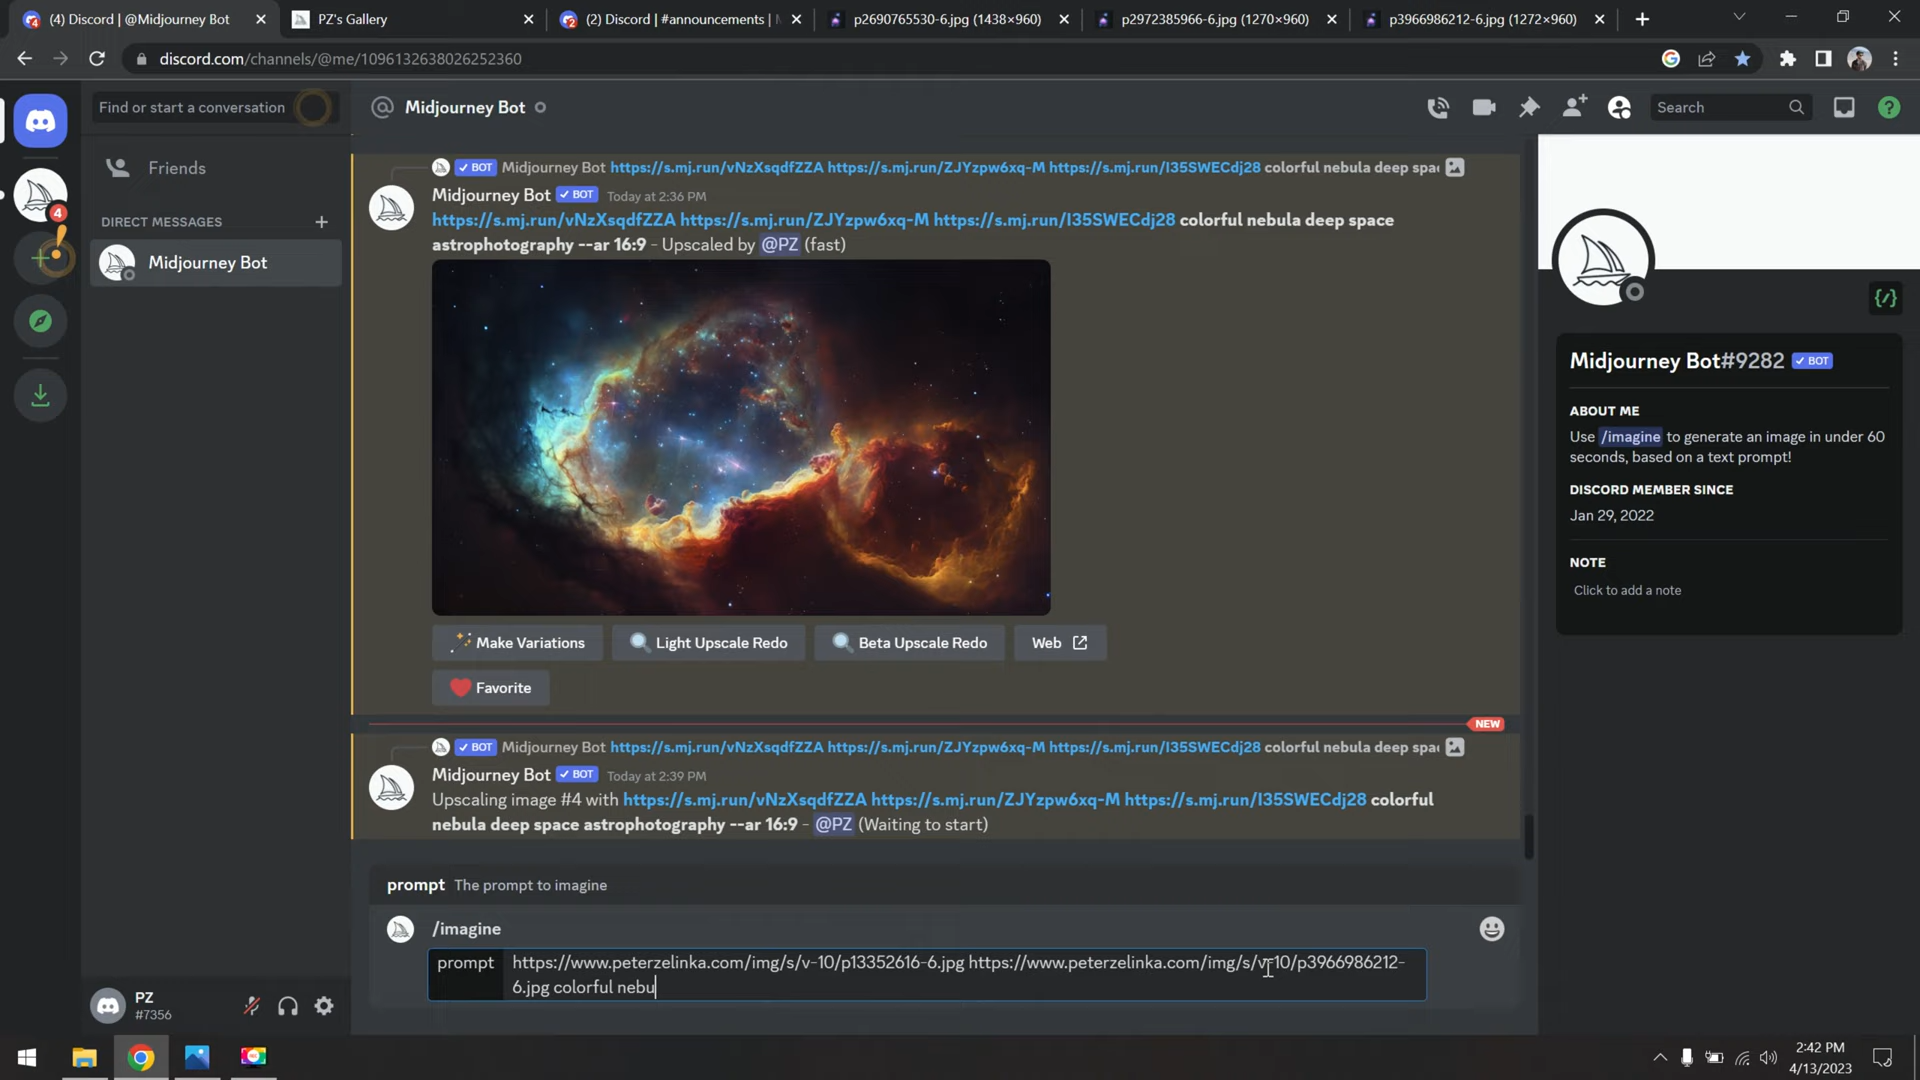 (4) Discord | @Midjourney Bot
PZ's Gallery
(2) Discord | #announcements | M
p2690765530-6.jpg (1438×960)
p2972385966-6.jpg (1270×960)
p3966986212-6.jpg (1272×960)
discord.com/channels/@me/1096132638026252360
Find or start a conversation
Midjourney Bot
Search
Friends
DIRECT MESSAGES
Midjourney Bot
4
BOT Midjourney Bot https://s.mj.run/vNzXsqdfZZA https://s.mj.run/ZJYzpw6xq-M https://s.mj.run/I35SWECdj28 colorful nebula deep spac
Midjourney Bot BOT Today at 2:36 PM
https://s.mj.run/vNzXsqdfZZA https://s.mj.run/ZJYzpw6xq-M https://s.mj.run/I35SWECdj28 colorful nebula deep space
astrophotography --ar 16:9 - Upscaled by @PZ (fast)
Make Variations
Light Upscale Redo
Beta Upscale Redo
Web
Favorite
NEW
BOT Midjourney Bot https://s.mj.run/vNzXsqdfZZA https://s.mj.run/ZJYzpw6xq-M https://s.mj.run/I35SWECdj28 colorful nebula deep spac
Midjourney Bot BOT Today at 2:39 PM
Upscaling image #4 with https://s.mj.run/vNzXsqdfZZA https://s.mj.run/ZJYzpw6xq-M https://s.mj.run/I35SWECdj28 colorful
nebula deep space astrophotography --ar 16:9 - @PZ (Waiting to start)
prompt The prompt to imagine
/imagine
prompt https://www.peterzelinka.com/img/s/v-10/p13352616-6.jpg https://www.peterzelinka.com/img/s/v-10/p3966986212-
6.jpg colorful nebu
Midjourney Bot#9282 BOT
ABOUT ME
Use /imagine to generate an image in under 60
seconds, based on a text prompt!
DISCORD MEMBER SINCE
Jan 29, 2022
NOTE
Click to add a note
PZ
#7356
2:42 PM
4/13/2023